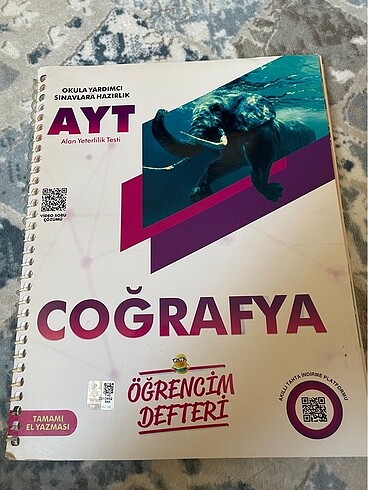 OKULA YARDIMCI
SINAVLARA HAZIRLIK
AYT
Alan Yeterlilik Testi
VİDEO SORU
ÇÖZÜMÜ
COĞRAFYA
ÖĞRENCİM
DEFTERİ
TAMAMI
EL YAZMASI
AKILLI TAHTA İNDİRME PLATFORMU